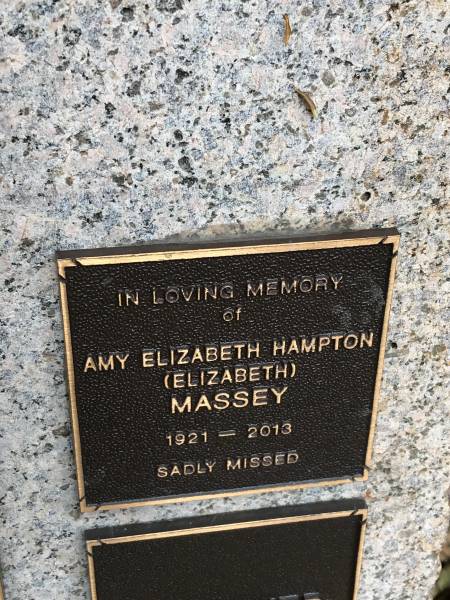 IN LOVING MEMORY
of
AMY ELIZABETH HAMPTON
(ELIZABETH)
MASSEY
1921 — 2013
SADLY MISSED